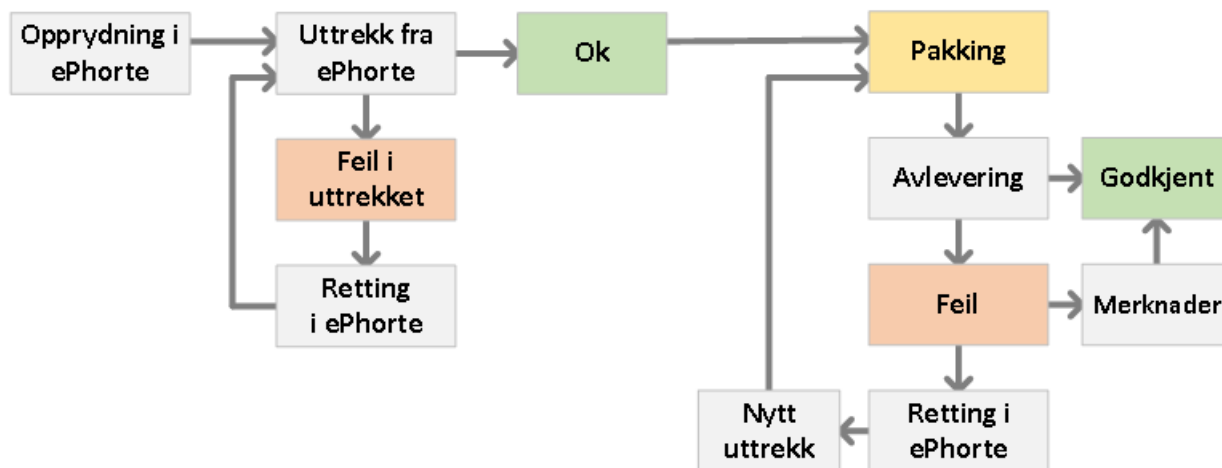 Opprydning i
ePhorte
Uttrekk fra
ePhorte
Ok
Pakking
Feil i
uttrekket
Avlevering
Godkjent
Retting
i ePhorte
Feil
Merknader
Nytt
uttrekk
Retting i
ePhorte